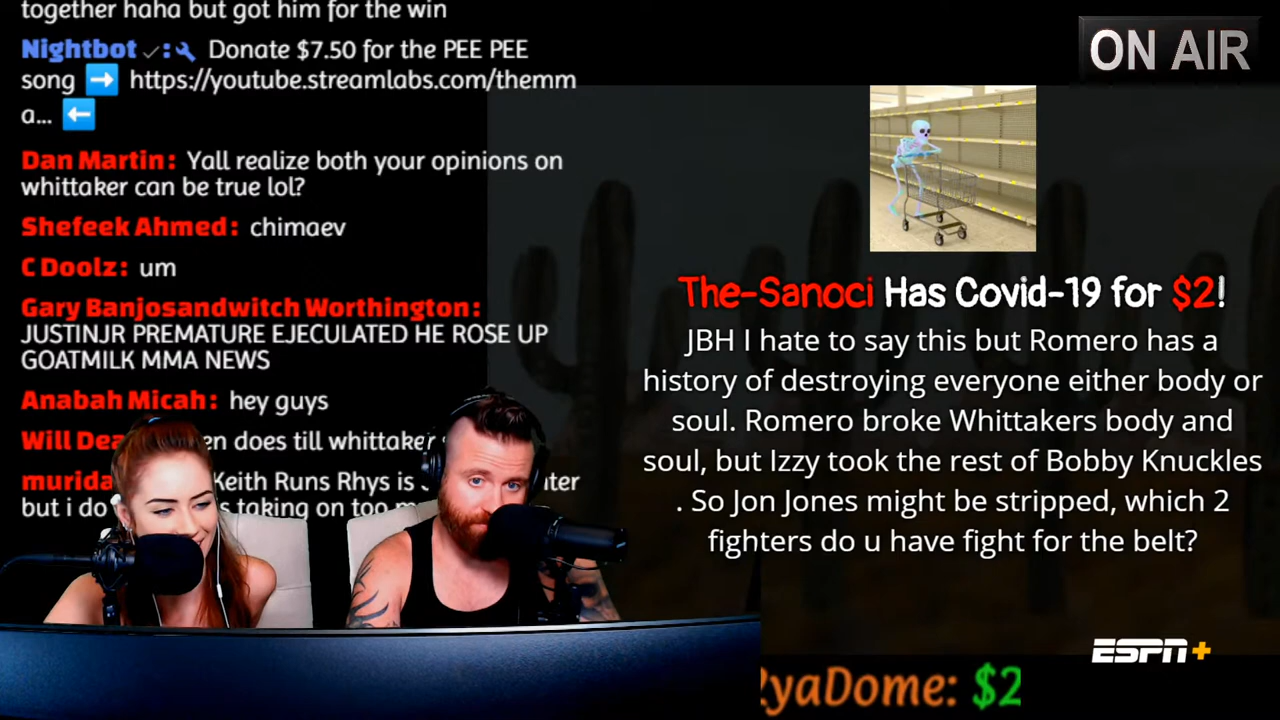 together haha but got him for the win
Nightbot ✓: Donate $7.50 for the PEE PEE
song ➡ https://youtube.streamlabs.com/themm
a... ⬅
Dan Martin: Yall realize both your opinions on
whittaker can be true lol?
Shefeek Ahmed: chimaev
C Doolz: um
Gary Banjosandwitch Worthington:
JUSTINJR PREMATURE EJECULATED HE ROSE UP
GOATMILK MMA NEWS
Anabah Micah: hey guys
Will does till whittaker
Keith Runs Rhys is
but i do taking on too
ON AIR
The-Sanoci Has Covid-19 for $2!
JBH I hate to say this but Romero has a
history of destroying everyone either body or
soul. Romero broke Whittakers body and
soul, but Izzy took the rest of Bobby Knuckles
. So Jon Jones might be stripped, which 2
fighters do u have fight for the belt?
ESPN+
RyaDome: $2